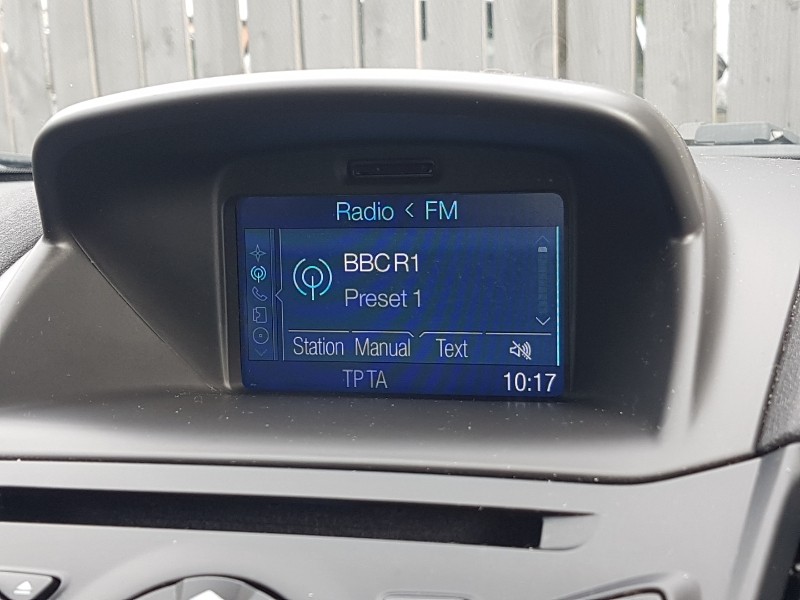 Radio < FM
BBC R1
Preset 1
Station Manual Text
TP TA 10:17